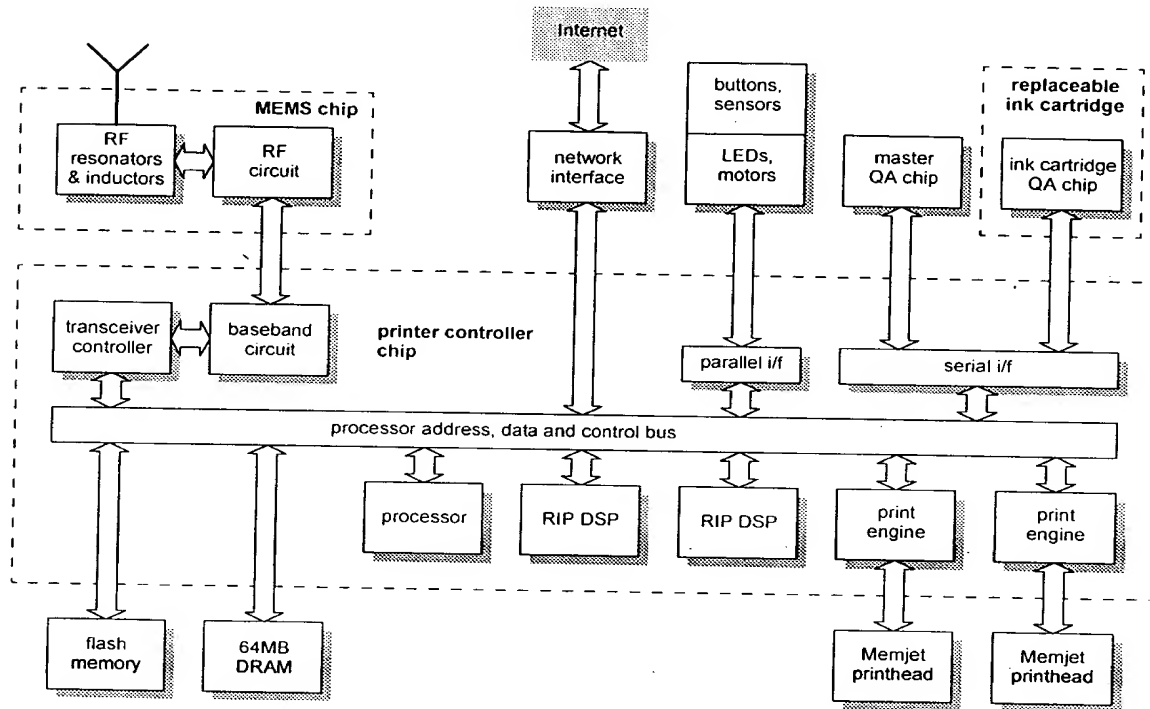 Internet
MEMS chip
RF
resonators
& inductors
RF
circuit
network
interface
buttons,
sensors
LEDs,
motors
master
QA chip
replaceable
ink cartridge
ink cartridge
QA chip
transceiver
controller
baseband
circuit
printer controller
chip
parallel i/f
serial i/f
processor address, data and control bus
processor
RIP DSP
RIP DSP
print
engine
print
engine
flash
memory
64MB
DRAM
Memjet
printhead
Memjet
printhead